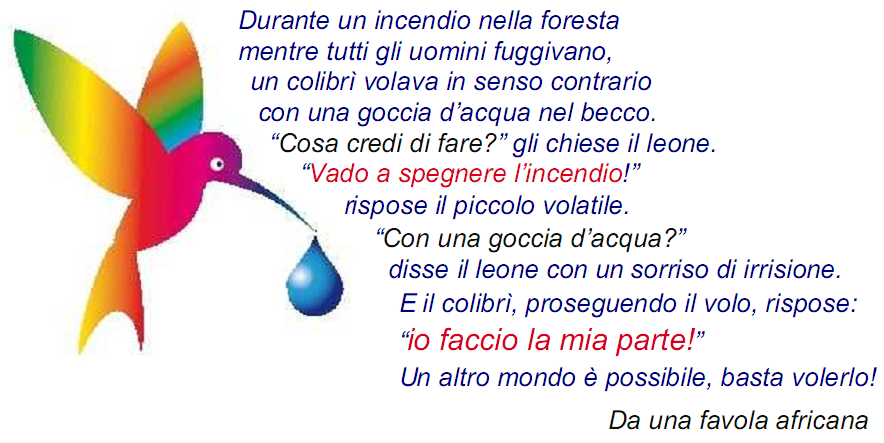 Durante un incendio nella foresta
mentre tutti gli uomini fuggivano,
un colibrì volava in senso contrario
con una goccia d’acqua nel becco.
“Cosa credi di fare?” gli chiese il leone.
“Vado a spegnere l’incendio!”
rispose il piccolo volatile.
“Con una goccia d’acqua?”
disse il leone con un sorriso di irrisione.
E il colibrì, proseguendo il volo, rispose:
“io faccio la mia parte!”
Un altro mondo è possibile, basta volerlo!
Da una favola africana